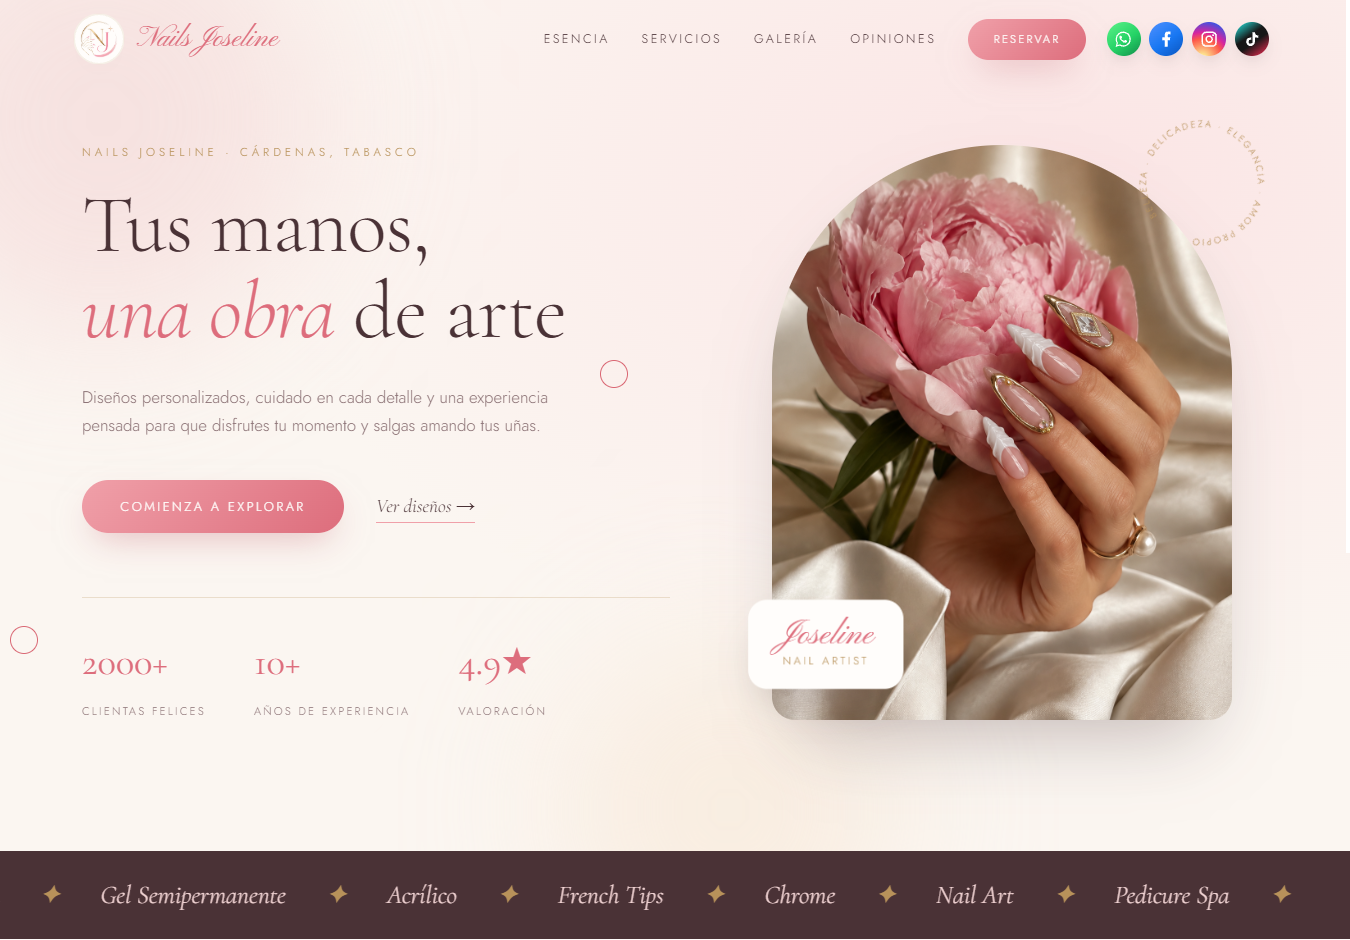 Nails Joseline
ESENCIA
SERVICIOS
GALERÍA
OPINIONES
RESERVAR
NAILS JOSELINE · CÁRDENAS, TABASCO
· DELICADEZA · ELEGANCIA · AMOR PROPIO
Tus manos,
una obra de arte
Diseños personalizados, cuidado en cada detalle y una experiencia
pensada para que disfrutes tu momento y salgas amando tus uñas.
COMIENZA A EXPLORAR
Ver diseños →
Joseline
NAIL ARTIST
2000+
CLIENTAS FELICES
10+
AÑOS DE EXPERIENCIA
4.9★
VALORACIÓN
✦ Gel Semipermanente ✦ Acrílico ✦ French Tips ✦ Chrome ✦ Nail Art ✦ Pedicure Spa ✦